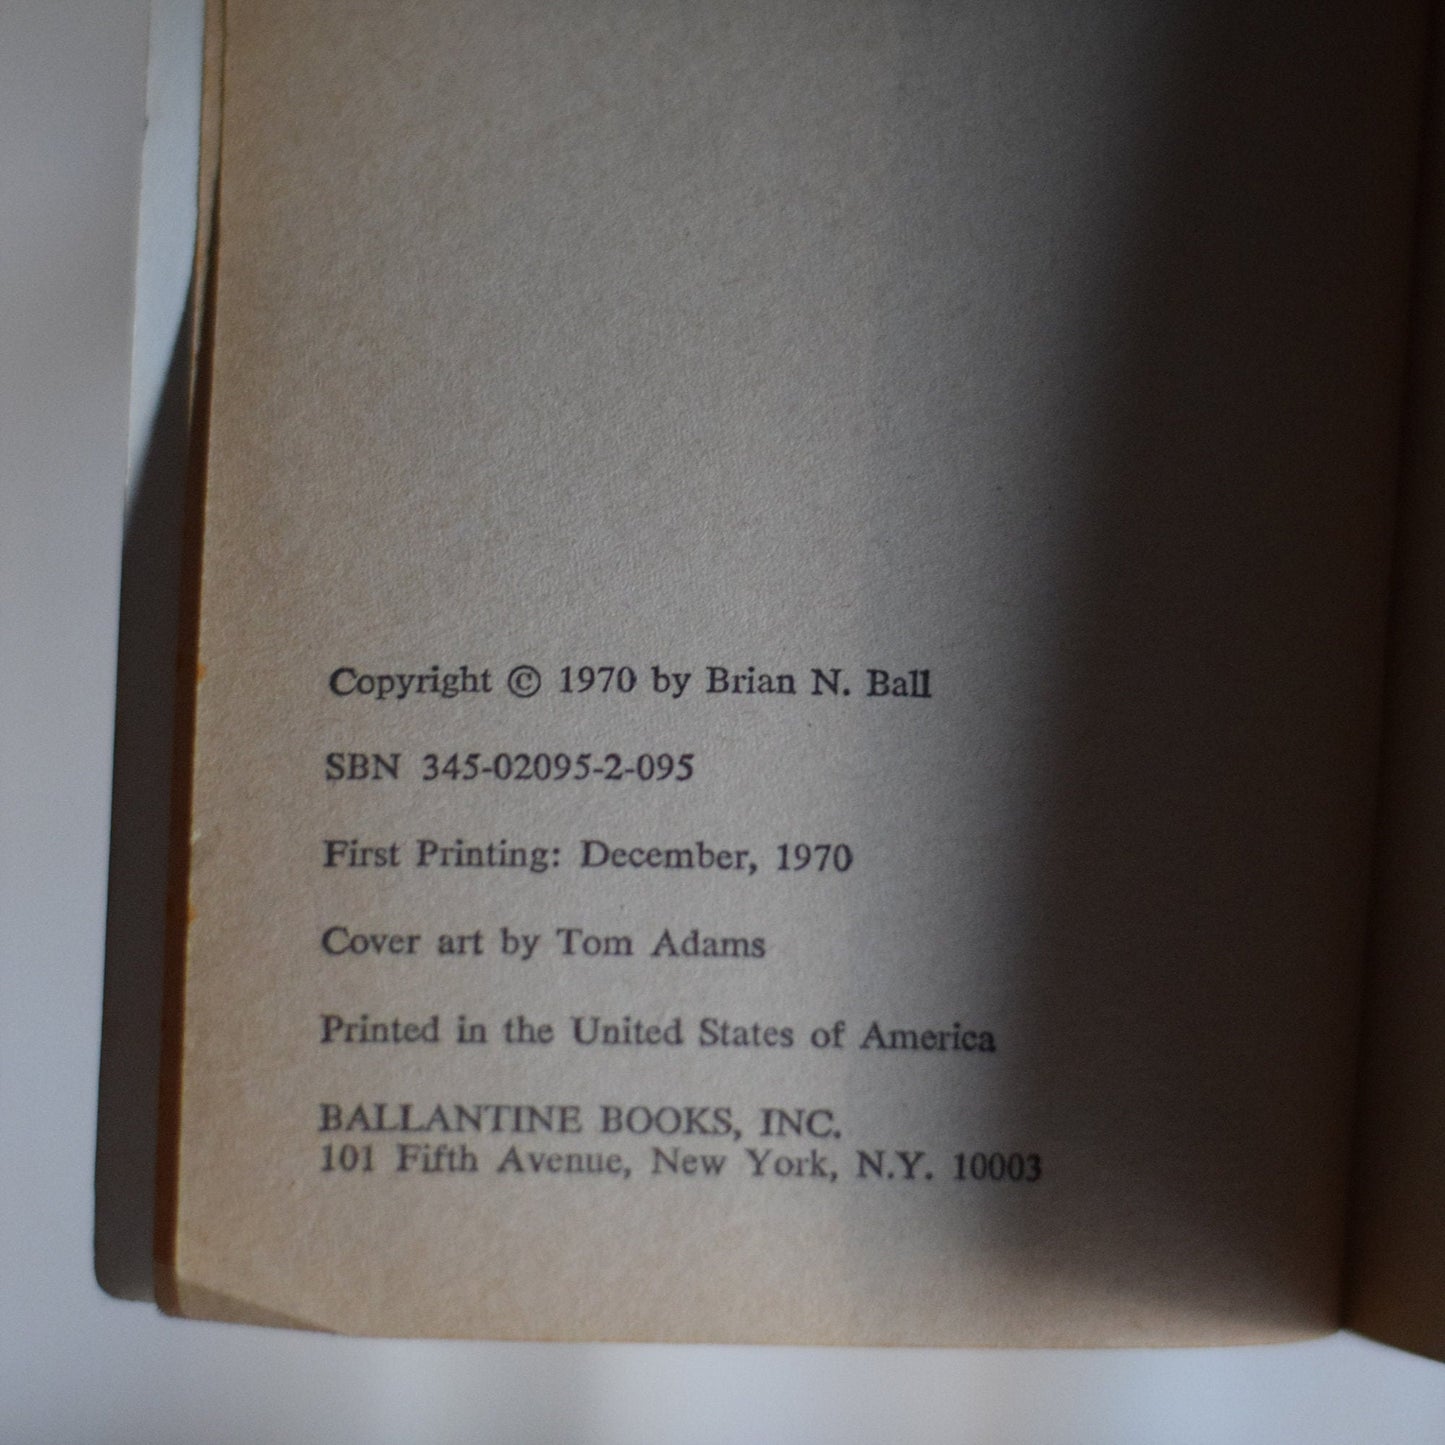 Copyright © 1970 by Brian N. Ball
SBN 345-02095-2-095
First Printing: December, 1970
Cover art by Tom Adams
Printed in the United States of America
BALLANTINE BOOKS, INC.
101 Fifth Avenue, New York, N.Y. 10003